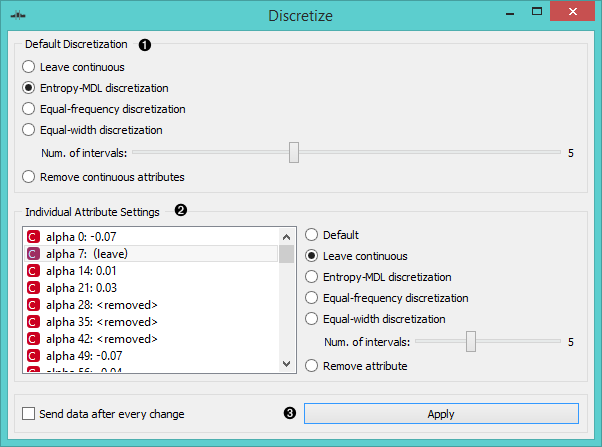 Discretize
Default Discretization ❶
Leave continuous
Entropy-MDL discretization
Equal-frequency discretization
Equal-width discretization
Num. of intervals: 5
Remove continuous attributes
Individual Attribute Settings ❷
C alpha 0: -0.07
C alpha 7: (leave)
C alpha 14: 0.01
C alpha 21: 0.03
C alpha 28: <removed>
C alpha 35: <removed>
C alpha 42: <removed>
C alpha 49: -0.07
Default
Leave continuous
Entropy-MDL discretization
Equal-frequency discretization
Equal-width discretization
Num. of intervals: 5
Remove attribute
Send data after every change
❸ Apply